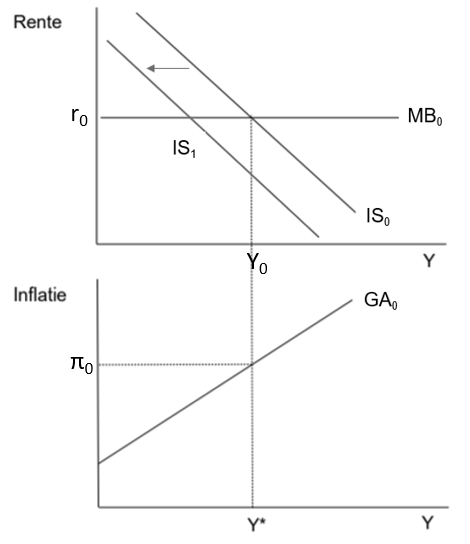 Rente
r₀
MB₀
IS₁
IS₀
Y₀
Y
Inflatie
GA₀
π₀
Y*
Y